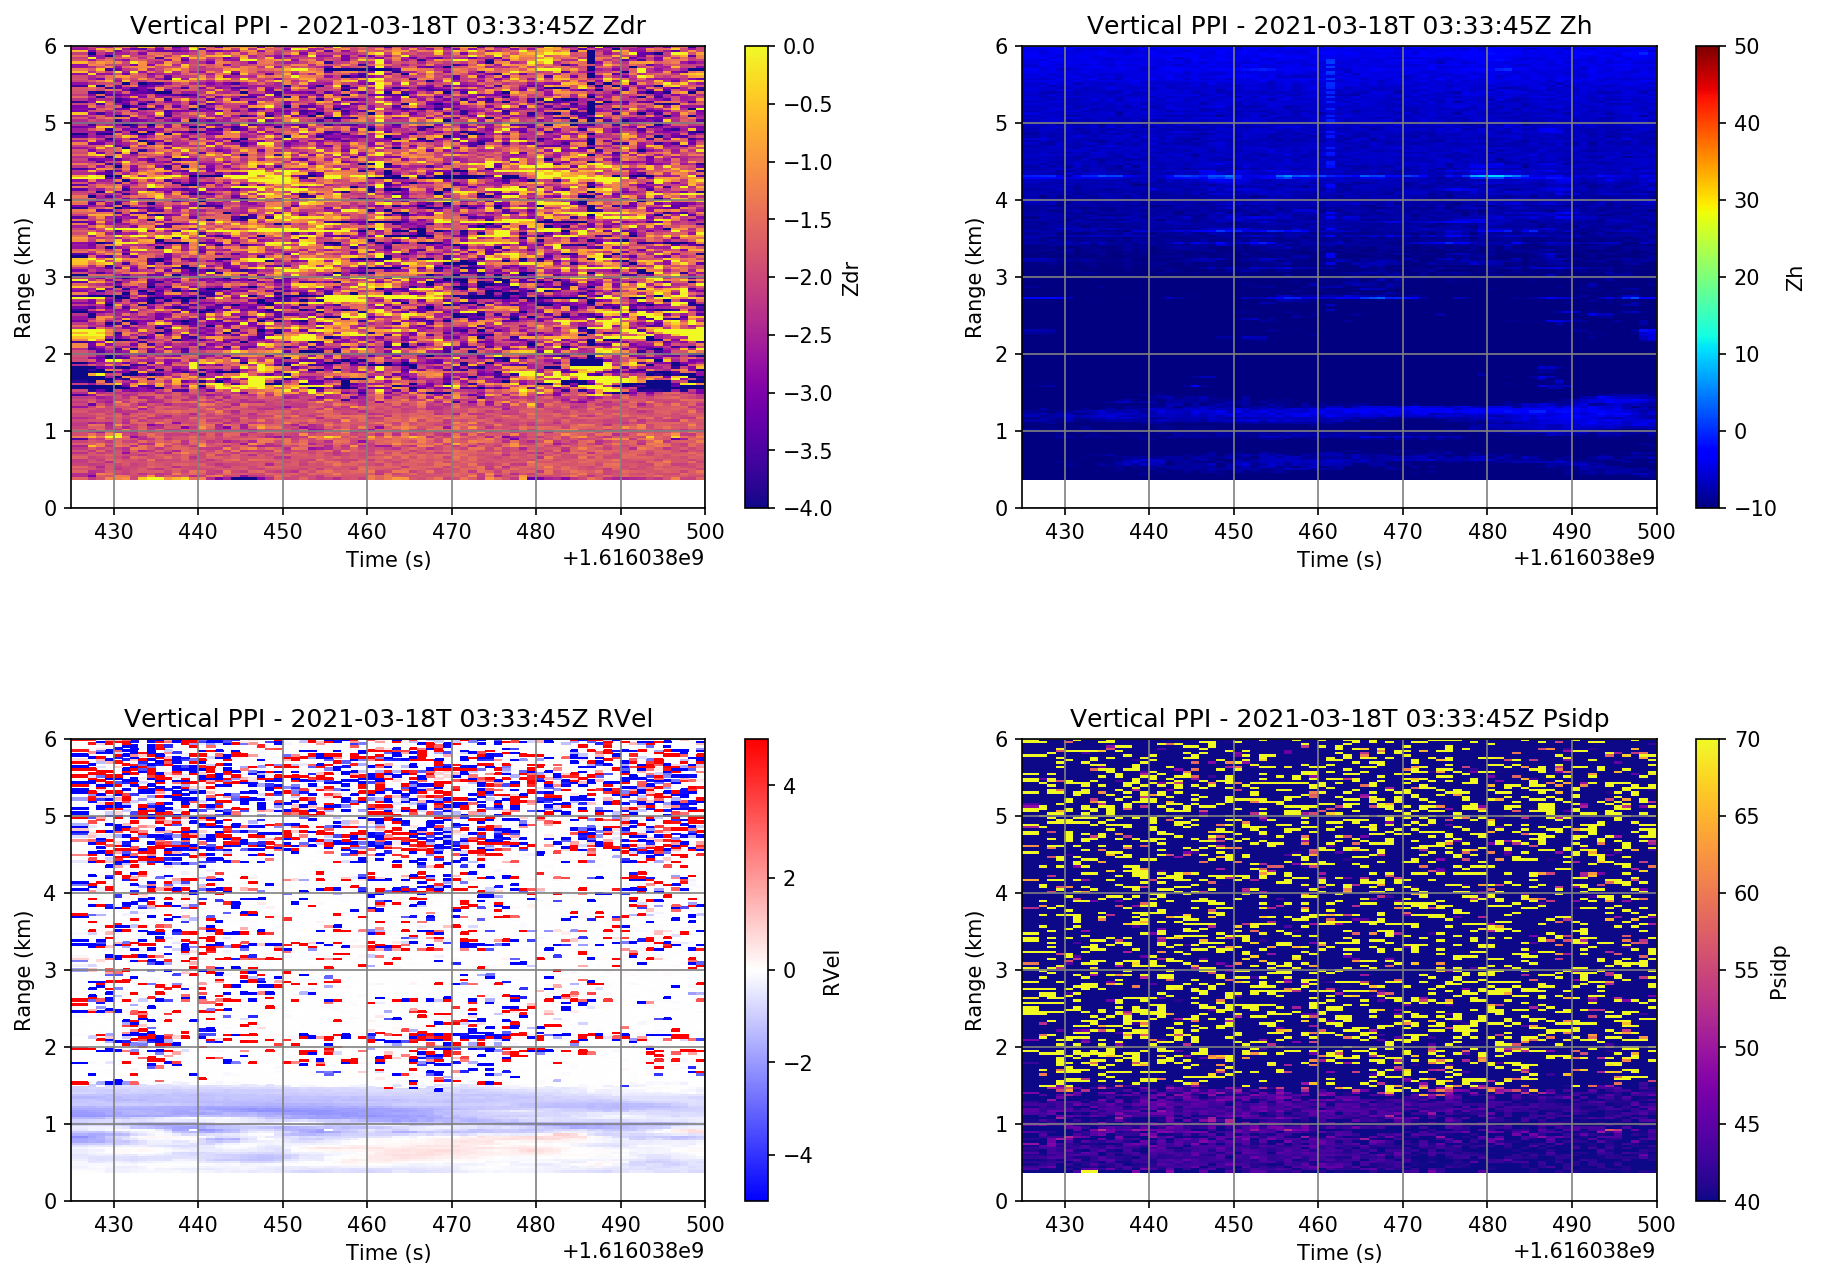 Vertical PPI - 2021-03-18T 03:33:45Z Zdr
6
5
4
3
2
1
0
Range (km)
430 440 450 460 470 480 490 500
Time (s)
+1.616038e9
0.0
−0.5
−1.0
−1.5
−2.0
−2.5
−3.0
−3.5
−4.0
Zdr
Vertical PPI - 2021-03-18T 03:33:45Z Zh
6
5
4
3
2
1
0
Range (km)
430 440 450 460 470 480 490 500
Time (s)
+1.616038e9
50
40
30
20
10
0
−10
Zh
Vertical PPI - 2021-03-18T 03:33:45Z RVel
6
5
4
3
2
1
0
Range (km)
430 440 450 460 470 480 490 500
Time (s)
+1.616038e9
4
2
0
−2
−4
RVel
Vertical PPI - 2021-03-18T 03:33:45Z Psidp
6
5
4
3
2
1
0
Range (km)
430 440 450 460 470 480 490 500
Time (s)
+1.616038e9
70
65
60
55
50
45
40
Psidp